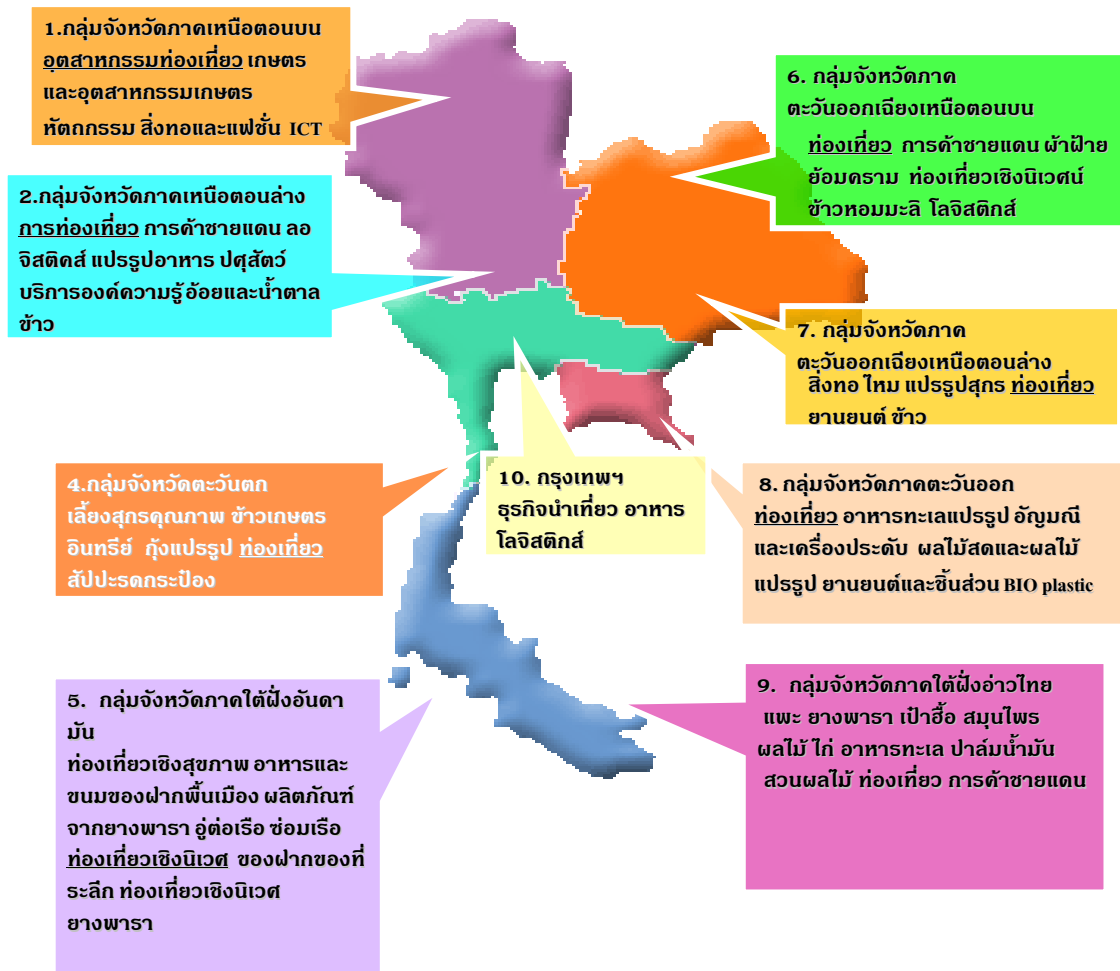 1.กลุ่มจังหวัดภาคเหนือตอนบน
อุตสาหกรรมท่องเที่ยว เกษตร
และอุตสาหกรรมเกษตร
หัตถกรรม สิ่งทอและแฟชั่น ICT
2.กลุ่มจังหวัดภาคเหนือตอนล่าง
การท่องเที่ยว การค้าชายแดน ลอ
จิสติคส์ แปรรูปอาหาร ปศุสัตว์
บริการองค์ความรู้ อ้อยและน้ำตาล
ข้าว
4.กลุ่มจังหวัดตะวันตก
เลี้ยงสุกรคุณภาพ ข้าวเกษตร
อินทรีย์ กุ้งแปรรูป ท่องเที่ยว
สัปปะรดกระป๋อง
5. กลุ่มจังหวัดภาคใต้ฝั่งอันดา
มัน
ท่องเที่ยวเชิงสุขภาพ อาหารและ
ขนมของฝากพื้นเมือง ผลิตภัณฑ์
จากยางพารา อู่ต่อเรือ ซ่อมเรือ
ท่องเที่ยวเชิงนิเวศ ของฝากของที่
ระลึก ท่องเที่ยวเชิงนิเวศ
ยางพารา
6. กลุ่มจังหวัดภาค
ตะวันออกเฉียงเหนือตอนบน
ท่องเที่ยว การค้าชายแดน ผ้าฝ้าย
ย้อมคราม ท่องเที่ยวเชิงนิเวศน์
ข้าวหอมมะลิ โลจิสติกส์
7. กลุ่มจังหวัดภาค
ตะวันออกเฉียงเหนือตอนล่าง
สิ่งทอ ไหม แปรรูปสุกร ท่องเที่ยว
ยานยนต์ ข้าว
8. กลุ่มจังหวัดภาคตะวันออก
ท่องเที่ยว อาหารทะเลแปรรูป อัญมณี
และเครื่องประดับ ผลไม้สดและผลไม้
แปรรูป ยานยนต์และชิ้นส่วน BIO plastic
9. กลุ่มจังหวัดภาคใต้ฝั่งอ่าวไทย
แพะ ยางพารา เป๋าฮื้อ สมุนไพร
ผลไม้ ไก่ อาหารทะเล ปาล์มน้ำมัน
สวนผลไม้ ท่องเที่ยว การค้าชายแดน
10. กรุงเทพฯ
ธุรกิจนำเที่ยว อาหาร
โลจิสติกส์